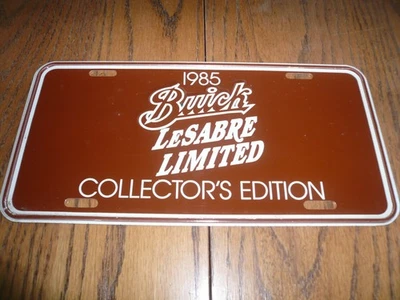 1985
Buick
LeSABRE
LIMITED
COLLECTOR'S EDITION